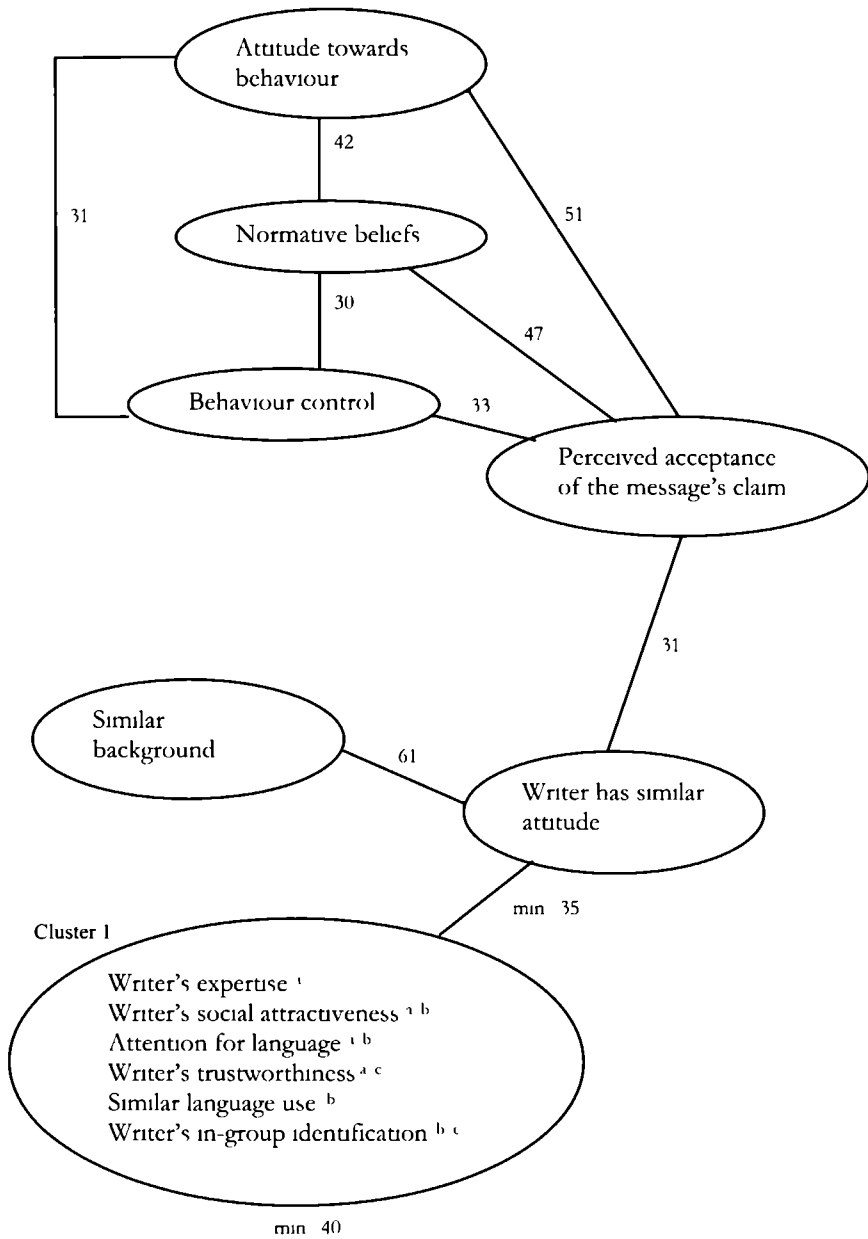 Attitude towards
behaviour
42
31
51
Normative beliefs
30
47
Behaviour control
33
Perceived acceptance
of the message's claim
31
Similar
background
61
Writer has similar
attitude
min 35
Cluster 1
Writer's expertise
Writer's social attractiveness a b
Attention for language b
Writer's trustworthiness a c
Similar language use b
Writer's in-group identification b c
min 40